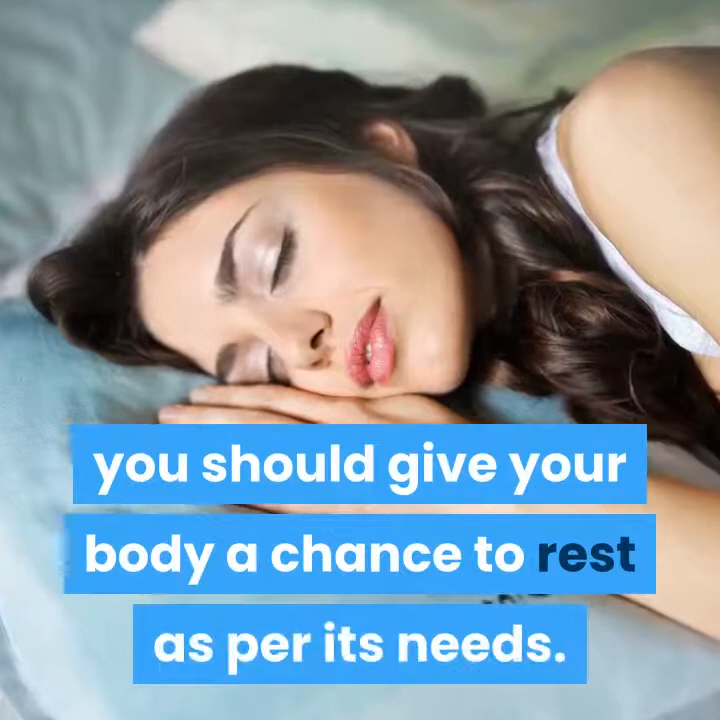 you should give your
body a chance to rest
as per its needs.